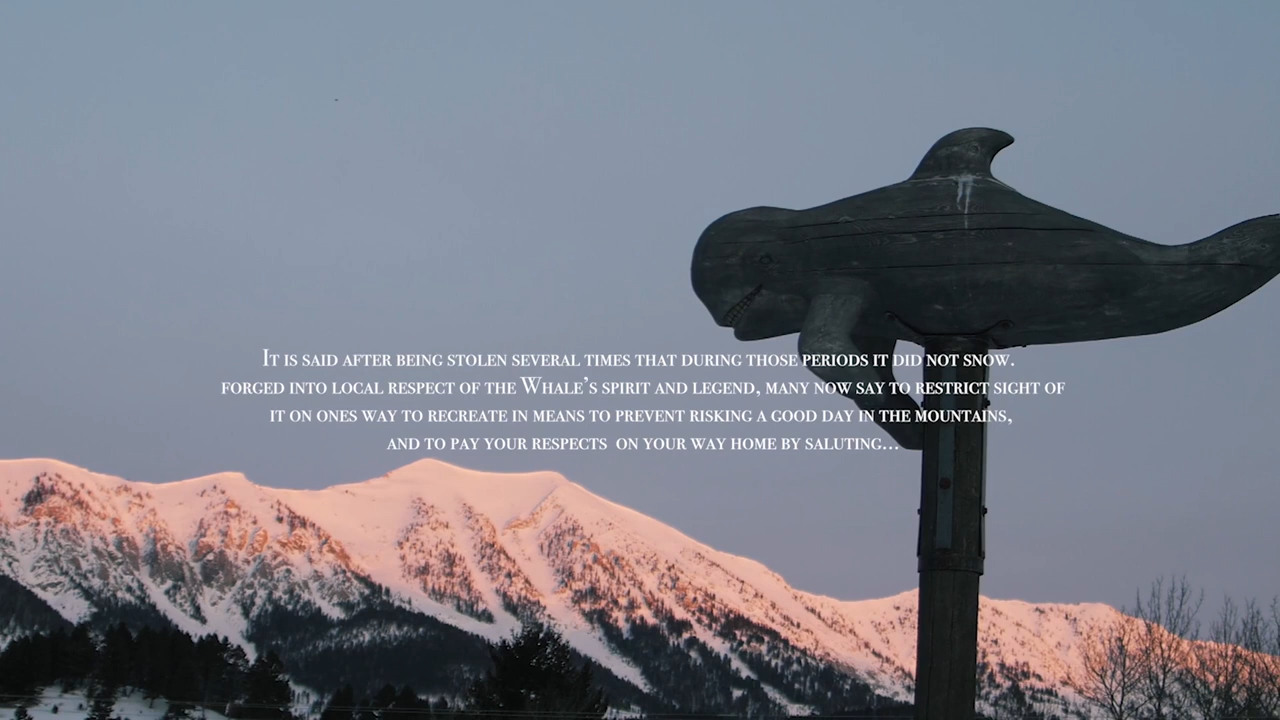 It is said after being stolen several times that during those periods it did not snow.
forged into local respect of the Whale's spirit and legend, many now say to restrict sight of
it on ones way to recreate in means to prevent risking a good day in the mountains,
and to pay your respects  on your way home by saluting...